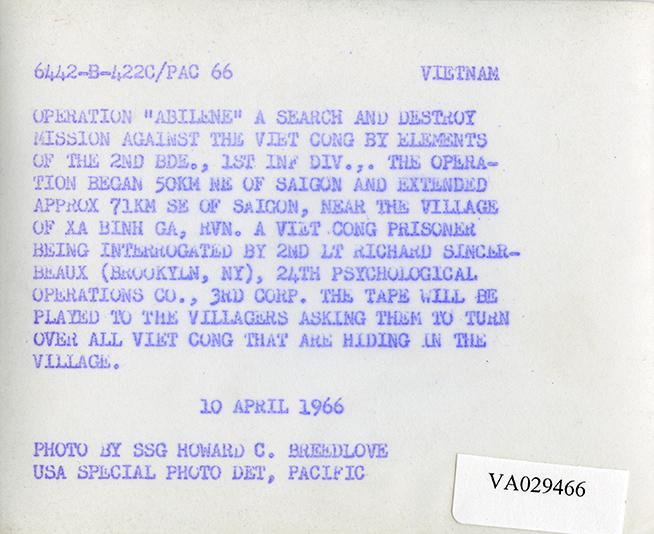 6442-B-422C/PAC 66 VIETNAM
OPERATION "ABILENE" A SEARCH AND DESTROY
MISSION AGAINST THE VIET CONG BY ELEMENTS
OF THE 2ND BDE., 1ST INF DIV.,. THE OPERA-
TION BEGAN 50KM NE OF SAIGON AND EXTENDED
APPROX 71KM SE OF SAIGON, NEAR THE VILLAGE
OF XA BINH GA, RVN. A VIET CONG PRISONER
BEING INTERROGATED BY 2ND LT RICHARD SINCER-
BEAUX (BROOKYLN, NY), 24TH PSYCHOLOGICAL
OPERATIONS CO., 3RD CORP. THE TAPE WILL BE
PLAYED TO THE VILLAGERS ASKING THEM TO TURN
OVER ALL VIET CONG THAT ARE HIDING IN THE
VILLAGE.
10 APRIL 1966
PHOTO BY SSG HOWARD C. BREEDLOVE
USA SPECIAL PHOTO DET, PACIFIC
VA029466